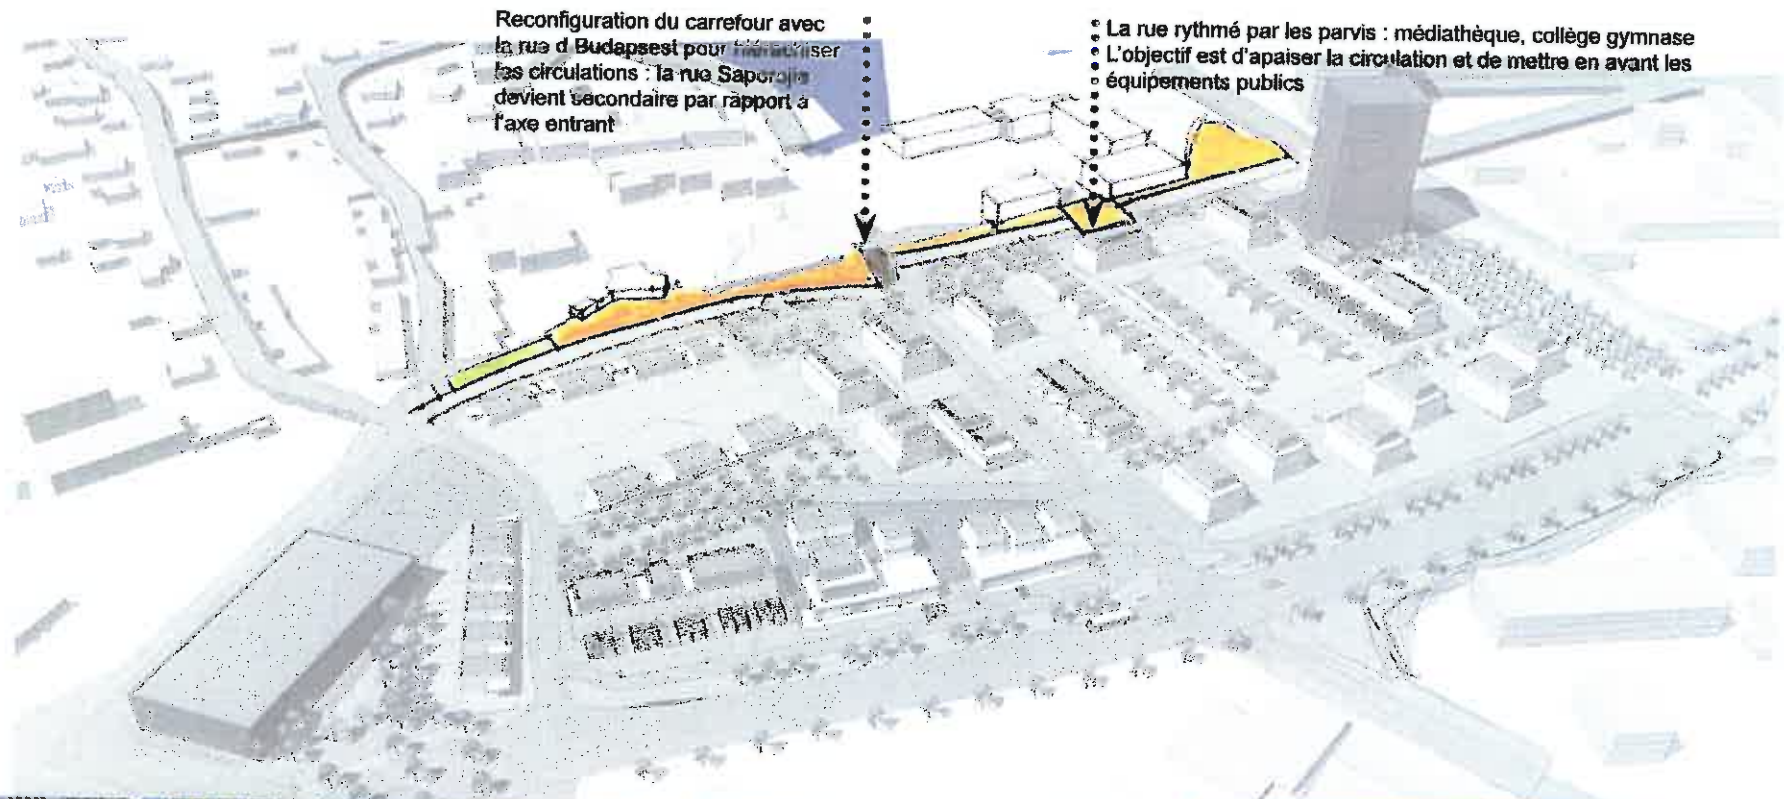 Reconfiguration du carrefour avec
la rue d Budapsest pour hiérachiser
les circulations : la rue Saporojie
devient secondaire par rapport à
l'axe entrant
La rue rythmé par les parvis : médiathèque, collège gymnase
L'objectif est d'apaiser la circulation et de mettre en avant les
équipements publics